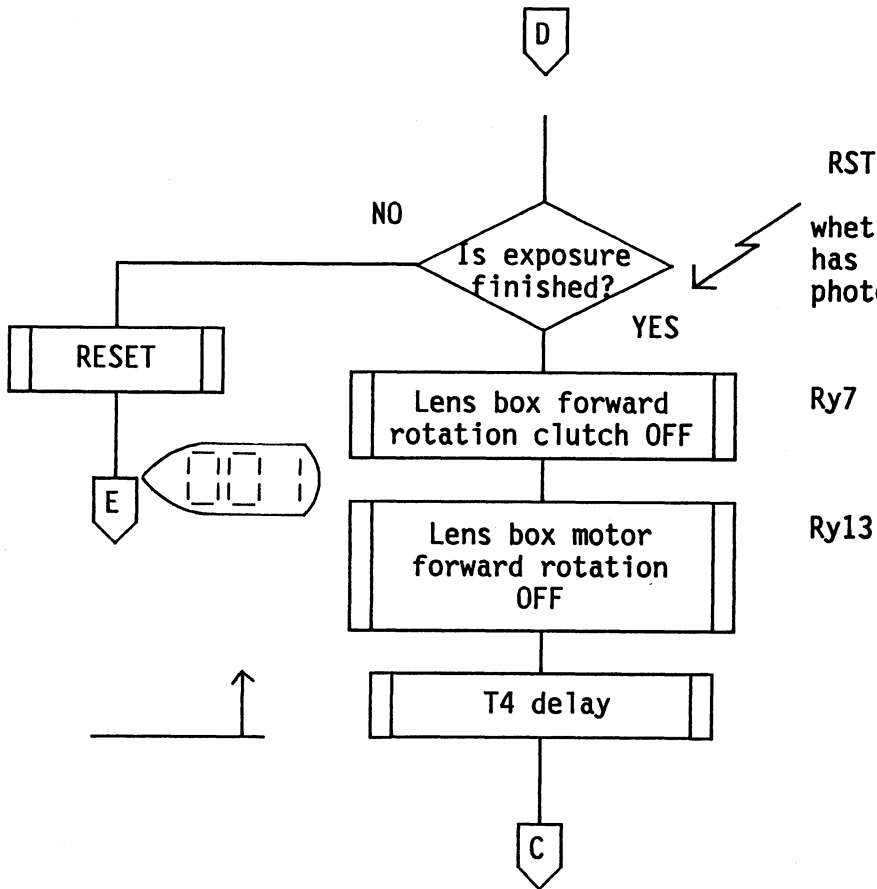 D
RST
NO
whet
has
Is exposure
finished?
YES
RESET
Lens box forward
rotation clutch OFF
Ry7
E
001
Lens box motor
forward rotation
OFF
Ry13
T4 delay
C